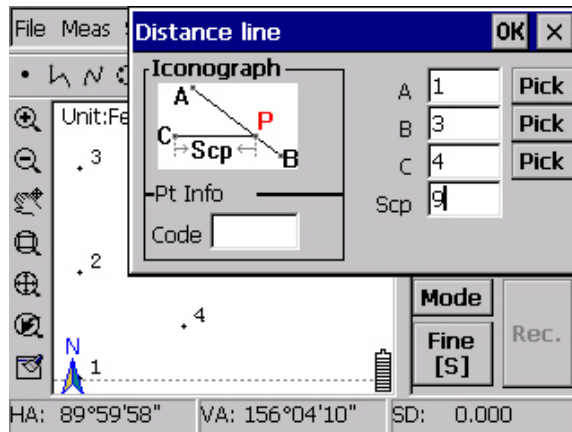 File Meas
Distance line OK ×
Iconograph
A
P
C
Scp
B
A 1 Pick
B 3 Pick
C 4 Pick
Scp 9
Pt Info
Code
Unit:Fe
3
2
4
N
1
Mode
Fine
[S]
Rec.
HA: 89°59'58" VA: 156°04'10" SD: 0.000